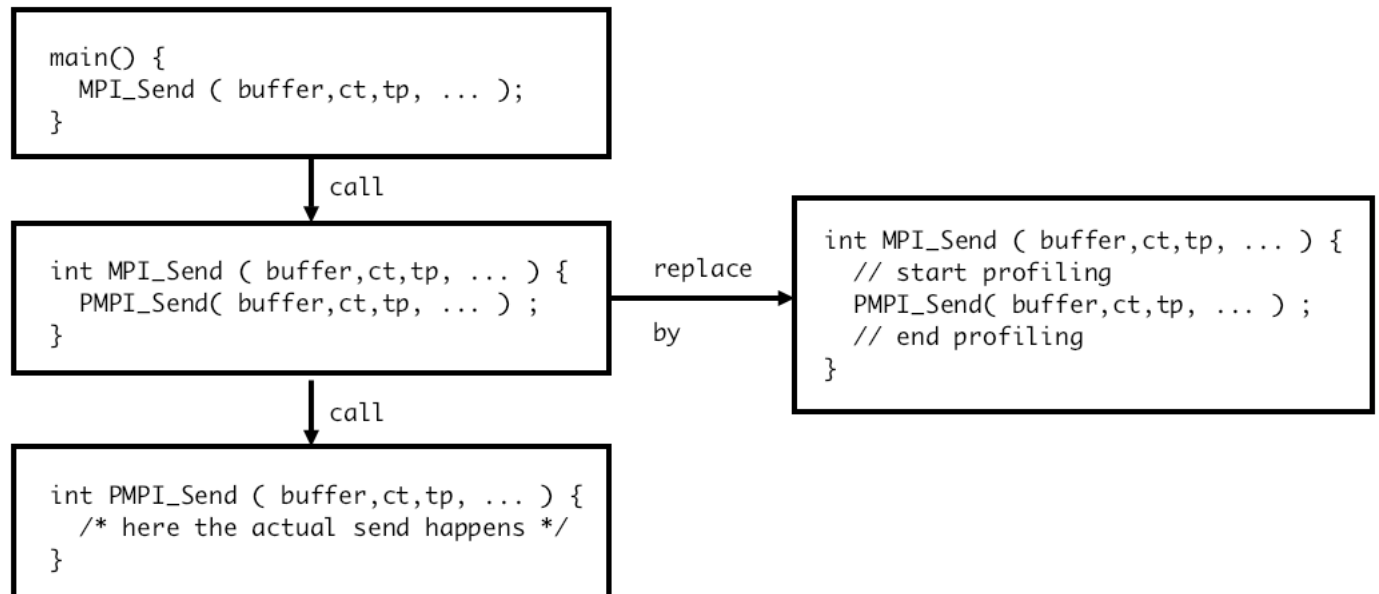 main() {
  MPI_Send ( buffer,ct,tp, ... );
}
call
int MPI_Send ( buffer,ct,tp, ... ) {
  PMPI_Send( buffer,ct,tp, ... ) ;
}
replace
by
int MPI_Send ( buffer,ct,tp, ... ) {
  // start profiling
  PMPI_Send( buffer,ct,tp, ... ) ;
  // end profiling
}
call
int PMPI_Send ( buffer,ct,tp, ... ) {
  /* here the actual send happens */
}